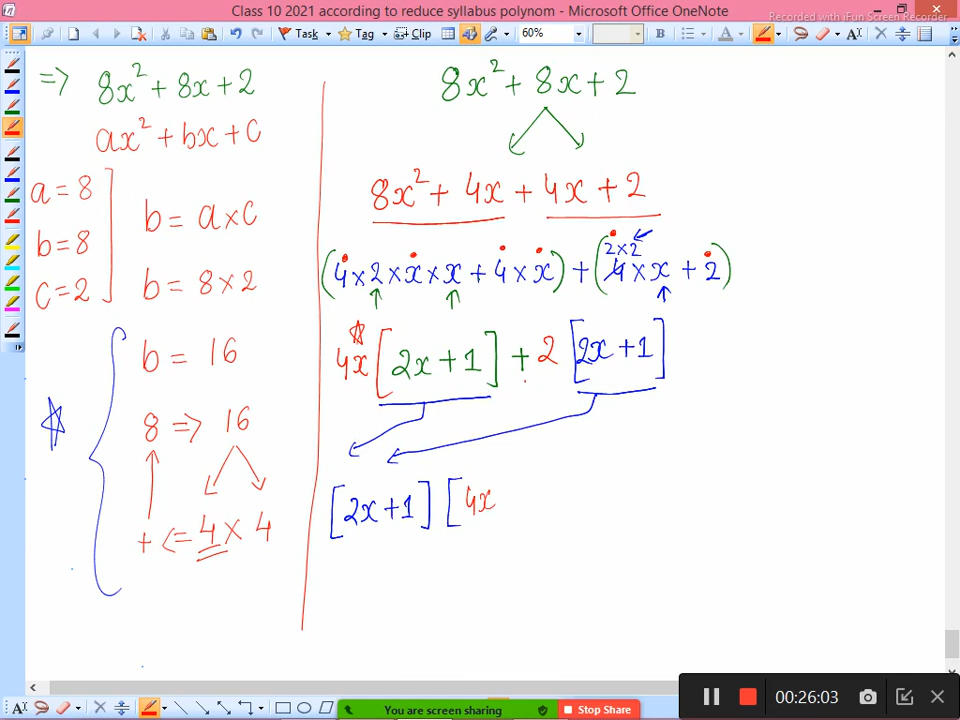 Class 10 2021 according to reduce syllabus polynom - Microsoft Office OneNote
Recorded with iFun Screen Recorder
Task
Tag
Clip
60%
B
A
=> 8x² + 8x + 2
ax² + bx + c
a = 8
b = 8
c = 2
b = a × c
b = 8 × 2
b = 16
8 => 16
+ <= 4 × 4
8x² + 8x + 2
8x² + 4x + 4x + 2
2×2
(4 × 2 × x × x + 4 × x) + (4 × x + 2)
4x [2x + 1] + 2 [2x + 1]
[2x + 1] [4x
You are screen sharing
Stop Share
00:26:03